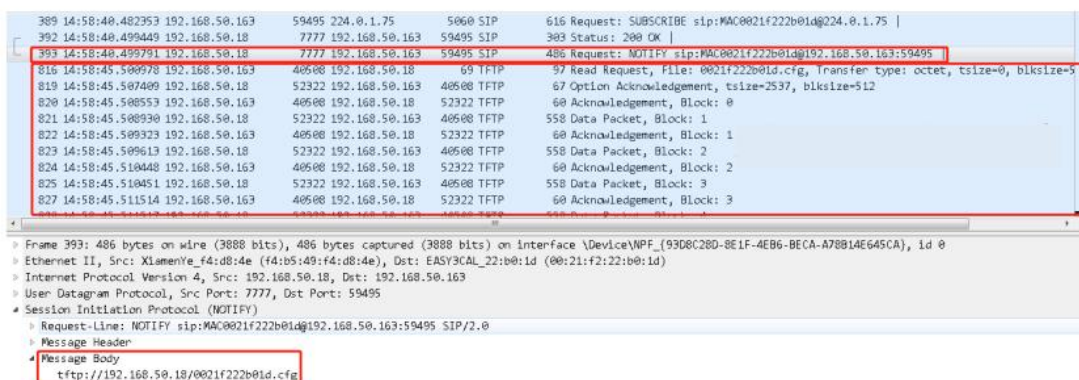 389 14:58:40.482353 192.168.50.163 59495 224.0.1.75 5060 SIP 616 Request: SUBSCRIBE sip:MAC0021f222b01d@224.0.1.75 |
392 14:58:40.499449 192.168.50.18 7777 192.168.50.163 59495 SIP 303 Status: 200 OK |
393 14:58:40.499791 192.168.50.18 7777 192.168.50.163 59495 SIP 486 Request: NOTIFY sip:MAC0021f222b01d@192.168.50.163:59495
816 14:58:45.500978 192.168.50.163 40508 192.168.50.18 69 TFTP 97 Read Request, File: 0021f222b01d.cfg, Transfer type: octet, tsize=0, blksize=5
819 14:58:45.507409 192.168.50.18 52322 192.168.50.163 40508 TFTP 67 Option Acknowledgement, tsize=2537, blksize=512
820 14:58:45.508553 192.168.50.163 40508 192.168.50.18 52322 TFTP 60 Acknowledgement, Block: 0
821 14:58:45.508930 192.168.50.18 52322 192.168.50.163 40508 TFTP 558 Data Packet, Block: 1
822 14:58:45.509323 192.168.50.163 40508 192.168.50.18 52322 TFTP 60 Acknowledgement, Block: 1
823 14:58:45.509613 192.168.50.18 52322 192.168.50.163 40508 TFTP 558 Data Packet, Block: 2
824 14:58:45.510448 192.168.50.163 40508 192.168.50.18 52322 TFTP 60 Acknowledgement, Block: 2
825 14:58:45.510451 192.168.50.18 52322 192.168.50.163 40508 TFTP 558 Data Packet, Block: 3
827 14:58:45.511514 192.168.50.163 40508 192.168.50.18 52322 TFTP 60 Acknowledgement, Block: 3
Frame 393: 486 bytes on wire (3888 bits), 486 bytes captured (3888 bits) on interface \Device\NPF_{93D8C28D-8E1F-4EB6-BECA-A78B14E645CA}, id 0
Ethernet II, Src: XiamenYe_f4:d8:4e (f4:b5:49:f4:d8:4e), Dst: EASY3CAL_22:b0:1d (00:21:f2:22:b0:1d)
Internet Protocol Version 4, Src: 192.168.50.18, Dst: 192.168.50.163
User Datagram Protocol, Src Port: 7777, Dst Port: 59495
Session Initiation Protocol (NOTIFY)
Request-Line: NOTIFY sip:MAC0021f222b01d@192.168.50.163:59495 SIP/2.0
Message Header
Message Body
tftp://192.168.50.18/0021f222b01d.cfg